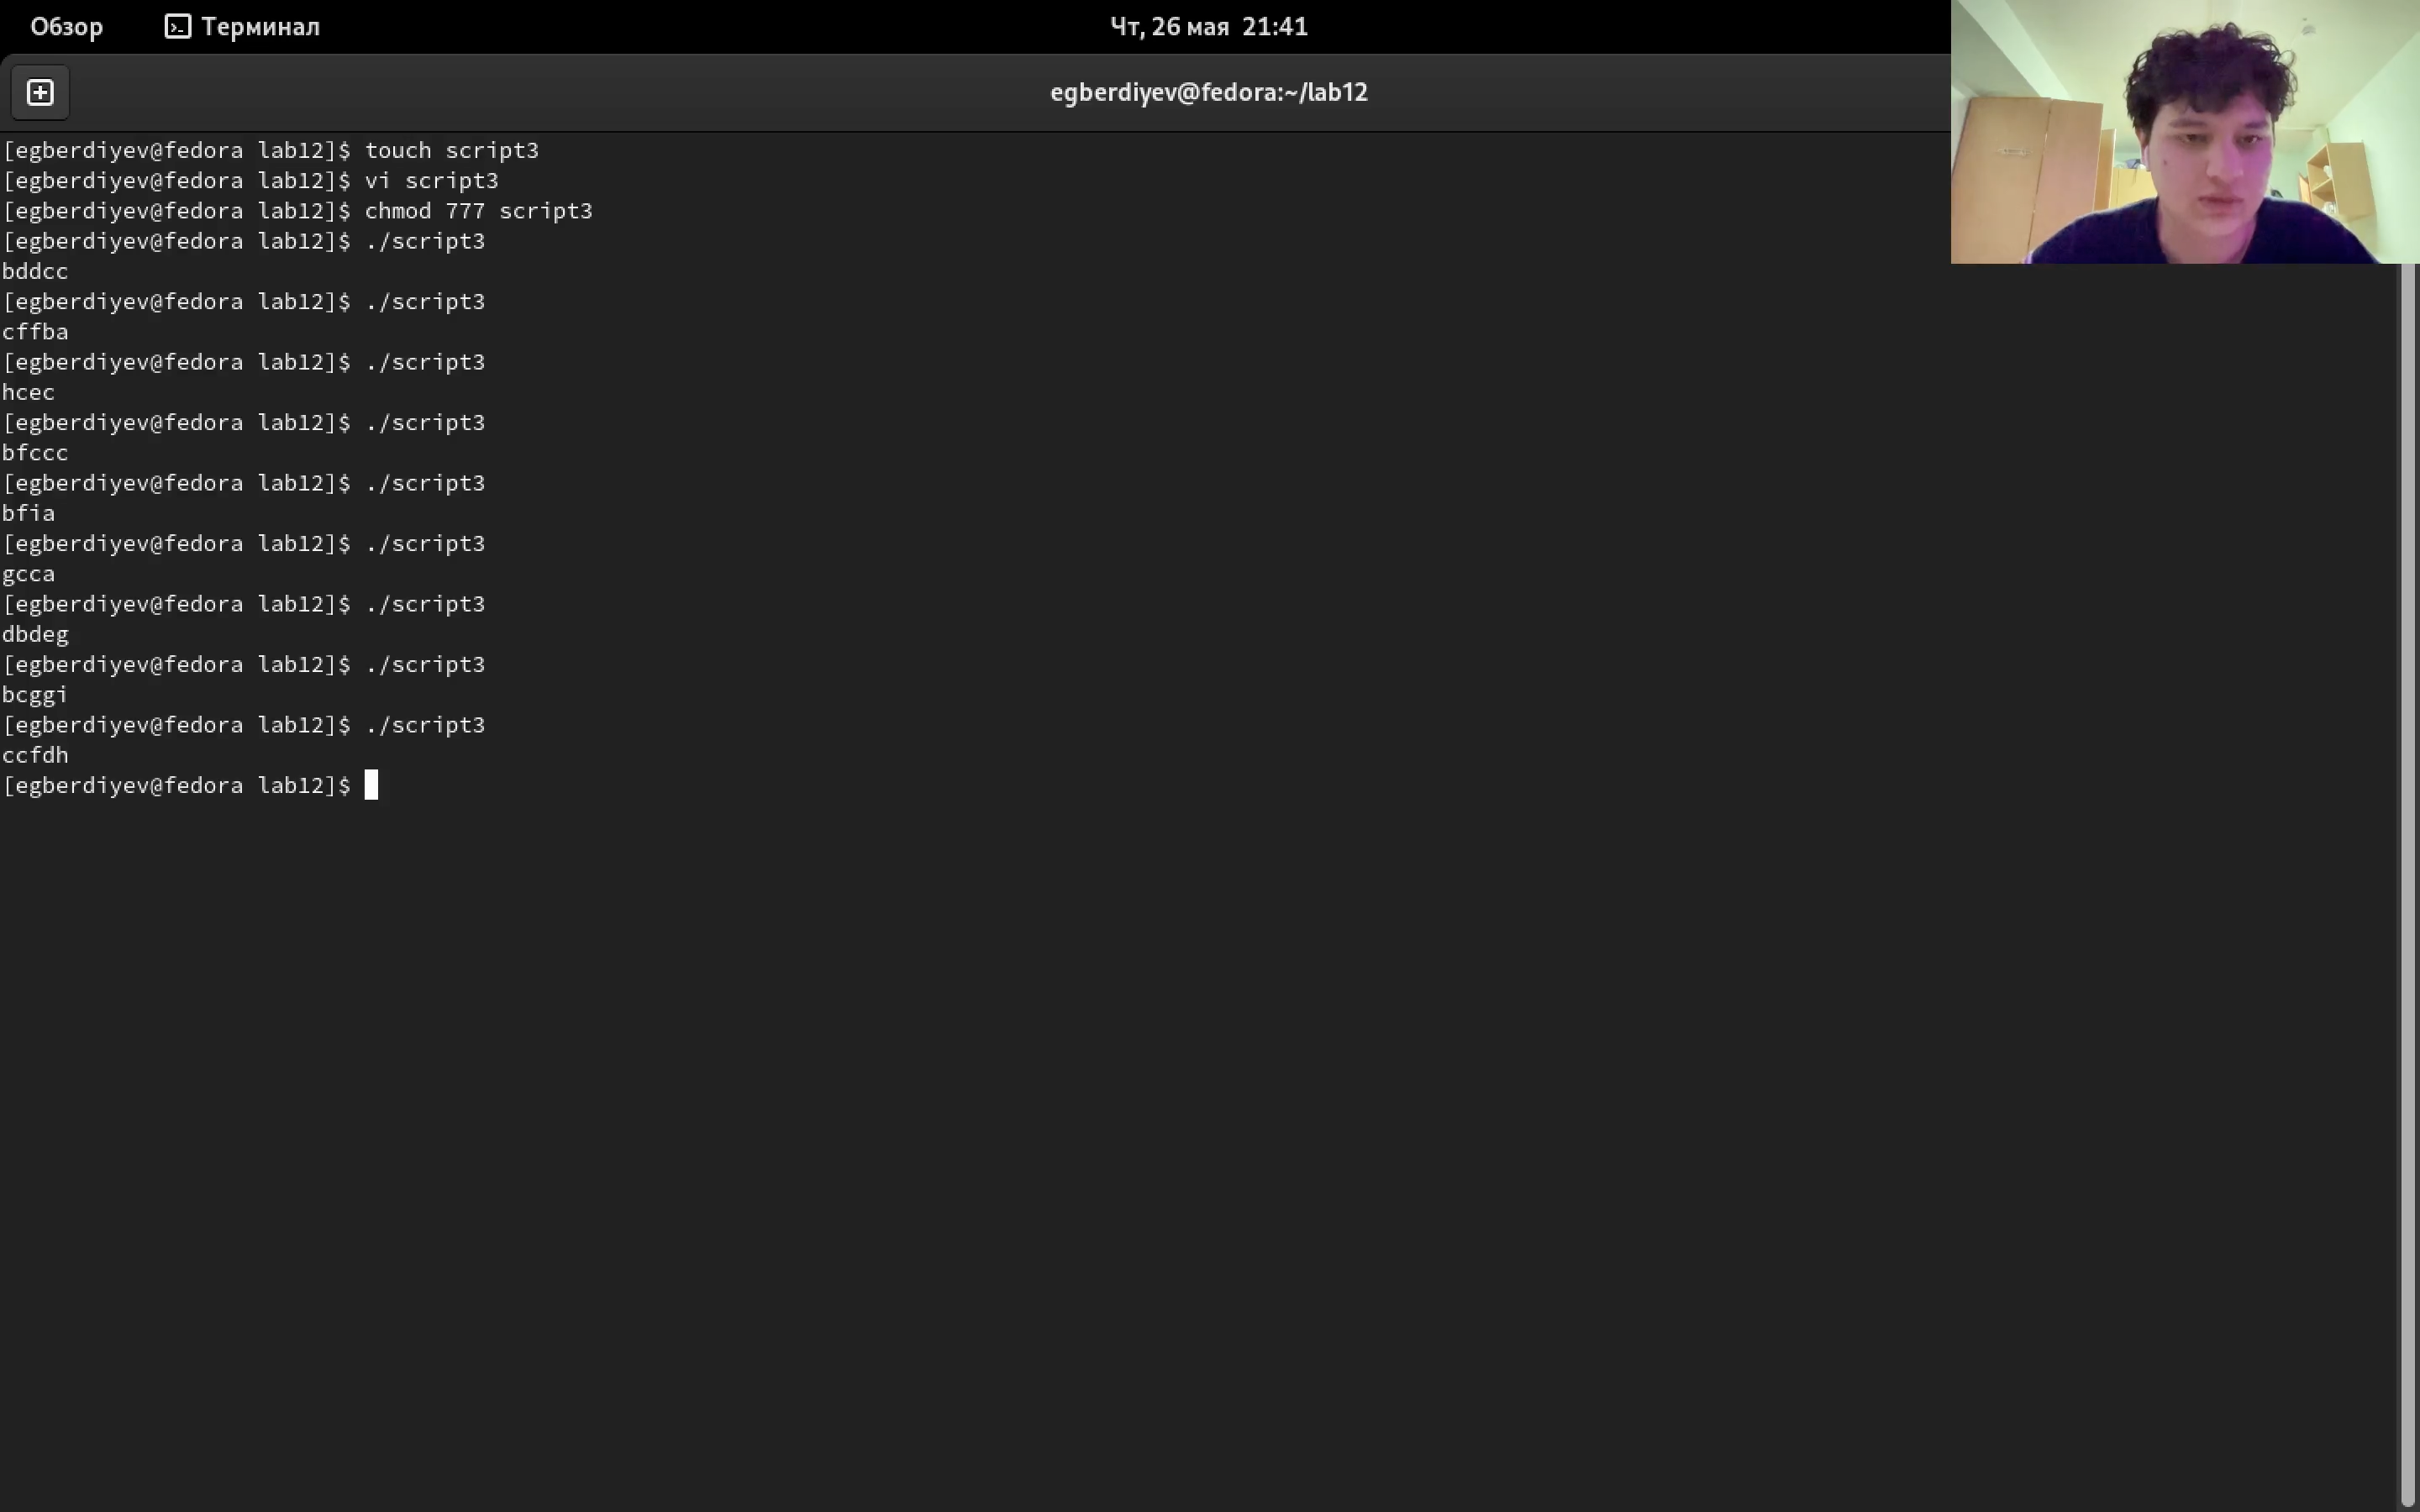 Обзор Терминал Чт, 26 мая 21:41
egberdiyev@fedora:~/lab12
[egberdiyev@fedora lab12]$ touch script3
[egberdiyev@fedora lab12]$ vi script3
[egberdiyev@fedora lab12]$ chmod 777 script3
[egberdiyev@fedora lab12]$ ./script3
bddcc
[egberdiyev@fedora lab12]$ ./script3
cffba
[egberdiyev@fedora lab12]$ ./script3
hcec
[egberdiyev@fedora lab12]$ ./script3
bfccc
[egberdiyev@fedora lab12]$ ./script3
bfia
[egberdiyev@fedora lab12]$ ./script3
gcca
[egberdiyev@fedora lab12]$ ./script3
dbdeg
[egberdiyev@fedora lab12]$ ./script3
bcggi
[egberdiyev@fedora lab12]$ ./script3
ccfdh
[egberdiyev@fedora lab12]$